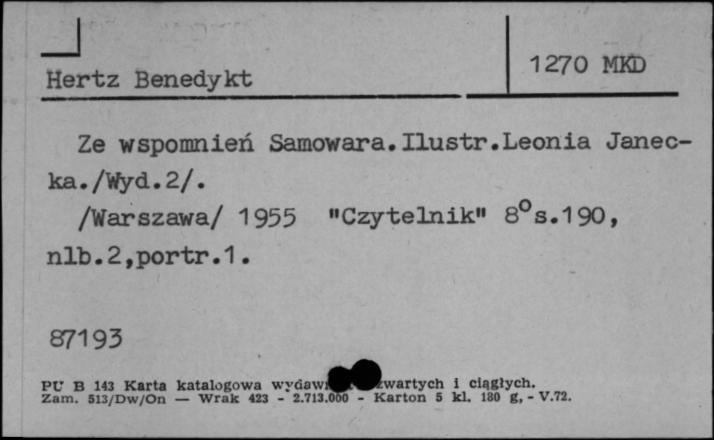 Hertz Benedykt
1270 MKD
Ze wspomnień Samowara.Ilustr.Leonia Janec-
ka./Wyd.2/.
/Warszawa/ 1955 "Czytelnik" 8°s.190,
nlb.2,portr.1.
87193
PU B 143 Karta katalogowa zwartych i ciągłych.
Zam. 513/Dw/On — Wrak 423 - 2.713.000 - Karton 5 kl. 180 g, - V.72.